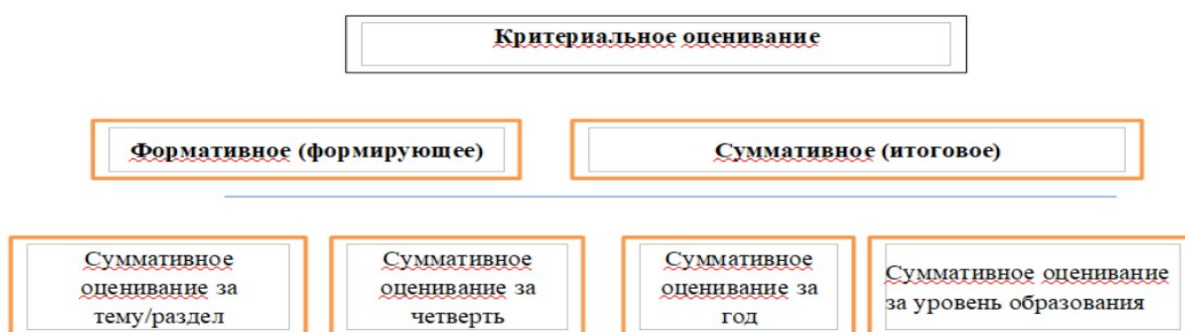 Критериальное оценивание
Формативное (формирующее)
Суммативное (итоговое)
Суммативное
оценивание за
тему/раздел
Суммативное
оценивание за
четверть
Суммативное
оценивание за
год
Суммативное оценивание
за уровень образования